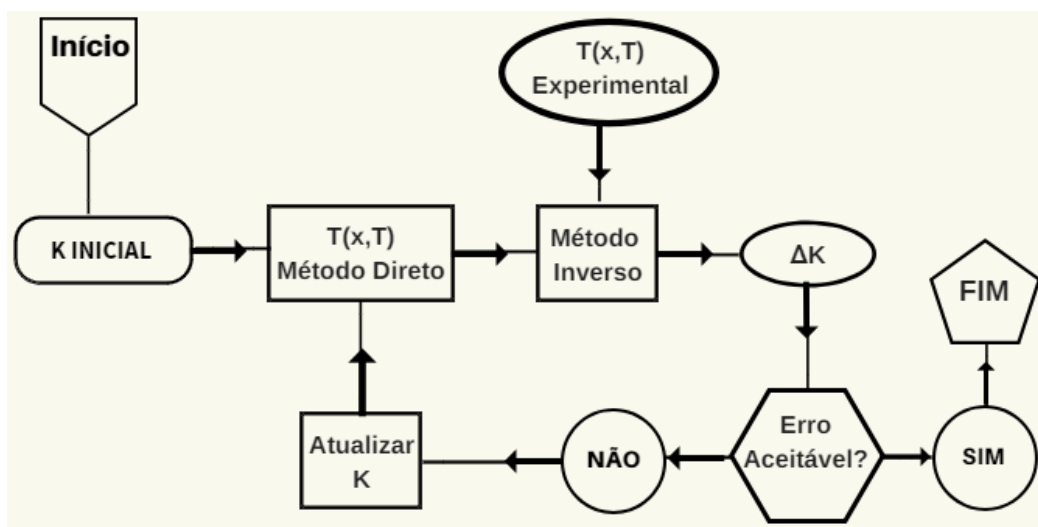 Início
T(x,T)
Experimental
K INICIAL
T(x,T)
Método Direto
Método
Inverso
ΔK
FIM
Erro
Aceitável?
SIM
NÃO
Atualizar
K